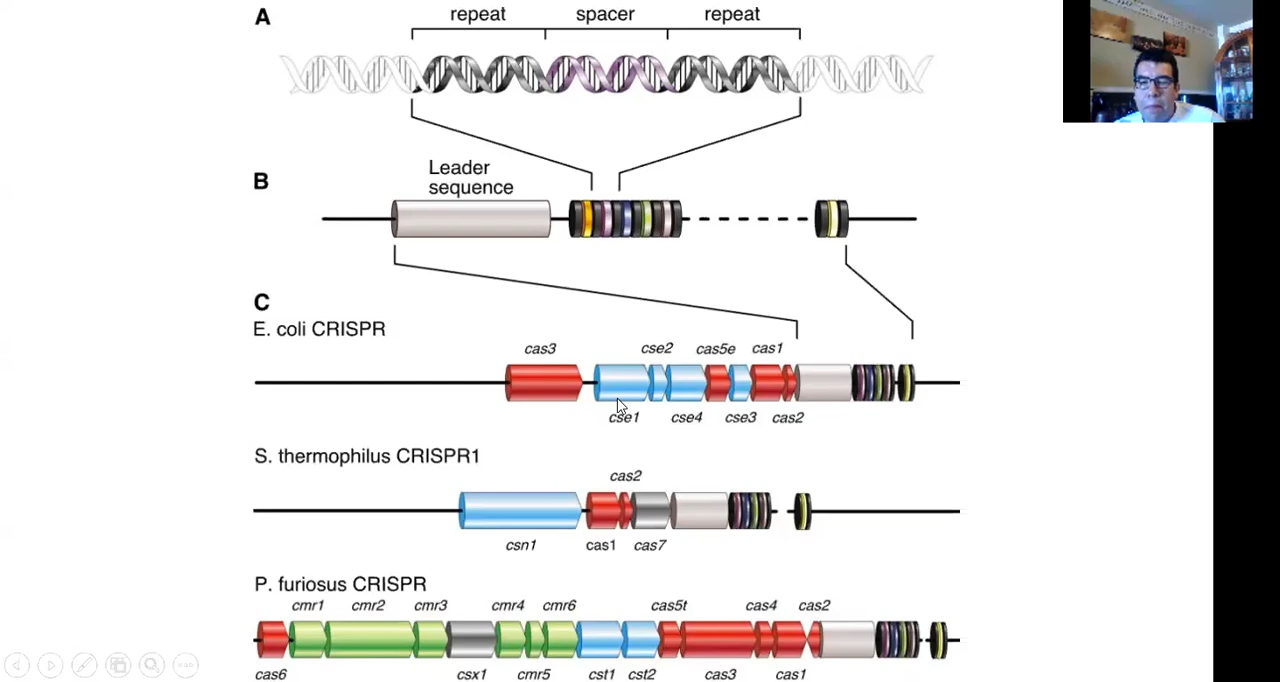 A
repeat spacer repeat
B
Leader
sequence
C
E. coli CRISPR
cas3 cse2 cas5e cas1
cse1 cse4 cse3 cas2
S. thermophilus CRISPR1
cas2
csn1 cas1 cas7
P. furiosus CRISPR
cmr1 cmr2 cmr3 cmr4 cmr6 cas5t cas4 cas2
cas6 csx1 cmr5 cst1 cst2 cas3 cas1